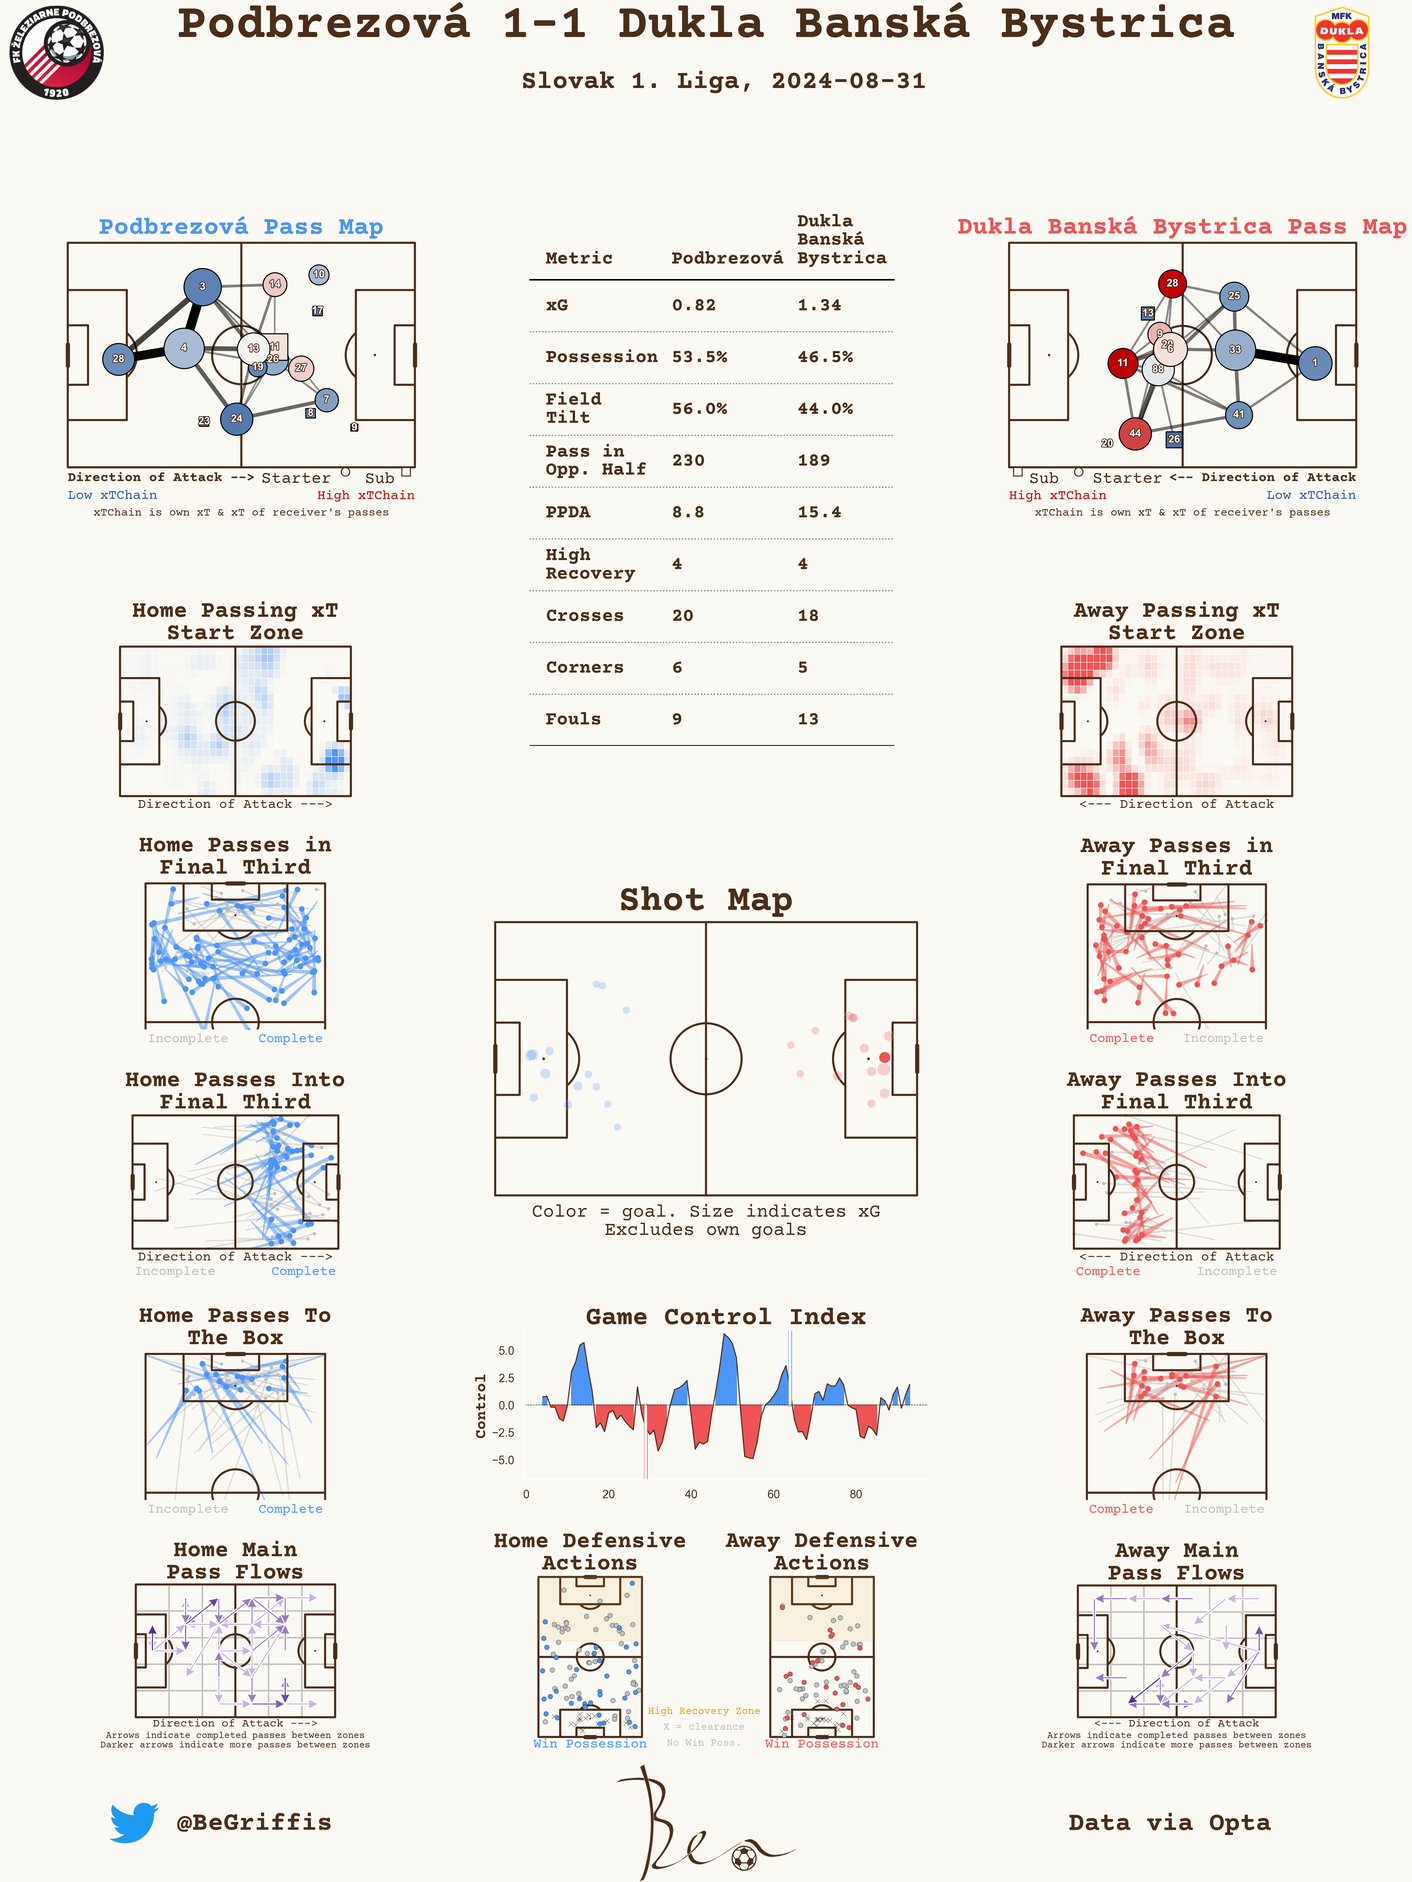 Podbrezová 1-1 Dukla Banská Bystrica
Slovak 1. Liga, 2024-08-31
FK ŽELEZIARNE PODBREZOVÁ
1920
MFK
DUKLA
BANSKÁ BYSTRICA
Podbrezová Pass Map
3
14
10
17
4
13
11
28
26
19
27
7
8
23
24
9
Direction of Attack --> Starter Sub
Low xTChain High xTChain
xTChain is own xT & xT of receiver's passes
Metric Podbrezová Dukla Banská Bystrica
xG 0.82 1.34
Possession 53.5% 46.5%
Field Tilt 56.0% 44.0%
Pass in Opp. Half 230 189
PPDA 8.8 15.4
High Recovery 4 4
Crosses 20 18
Corners 6 5
Fouls 9 13
Dukla Banská Bystrica Pass Map
28
25
13
9
6
33
11
88
1
41
44
20
26
Sub Starter <-- Direction of Attack
High xTChain Low xTChain
xTChain is own xT & xT of receiver's passes
Home Passing xT
Start Zone
Direction of Attack --->
Away Passing xT
Start Zone
<--- Direction of Attack
Home Passes in
Final Third
Incomplete Complete
Away Passes in
Final Third
Complete Incomplete
Shot Map
Color = goal. Size indicates xG
Excludes own goals
Home Passes Into
Final Third
Direction of Attack --->
Incomplete Complete
Away Passes Into
Final Third
<--- Direction of Attack
Complete Incomplete
Home Passes To
The Box
Incomplete Complete
Game Control Index
Control
5.0
2.5
0.0
−2.5
−5.0
0 20 40 60 80
Away Passes To
The Box
Complete Incomplete
Home Main
Pass Flows
Direction of Attack --->
Arrows indicate completed passes between zones
Darker arrows indicate more passes between zones
Home Defensive
Actions
Win Possession
High Recovery Zone
X = clearance
No Win Poss.
Away Defensive
Actions
Win Possession
Away Main
Pass Flows
<--- Direction of Attack
Arrows indicate completed passes between zones
Darker arrows indicate more passes between zones
@BeGriffis
Ben
Data via Opta